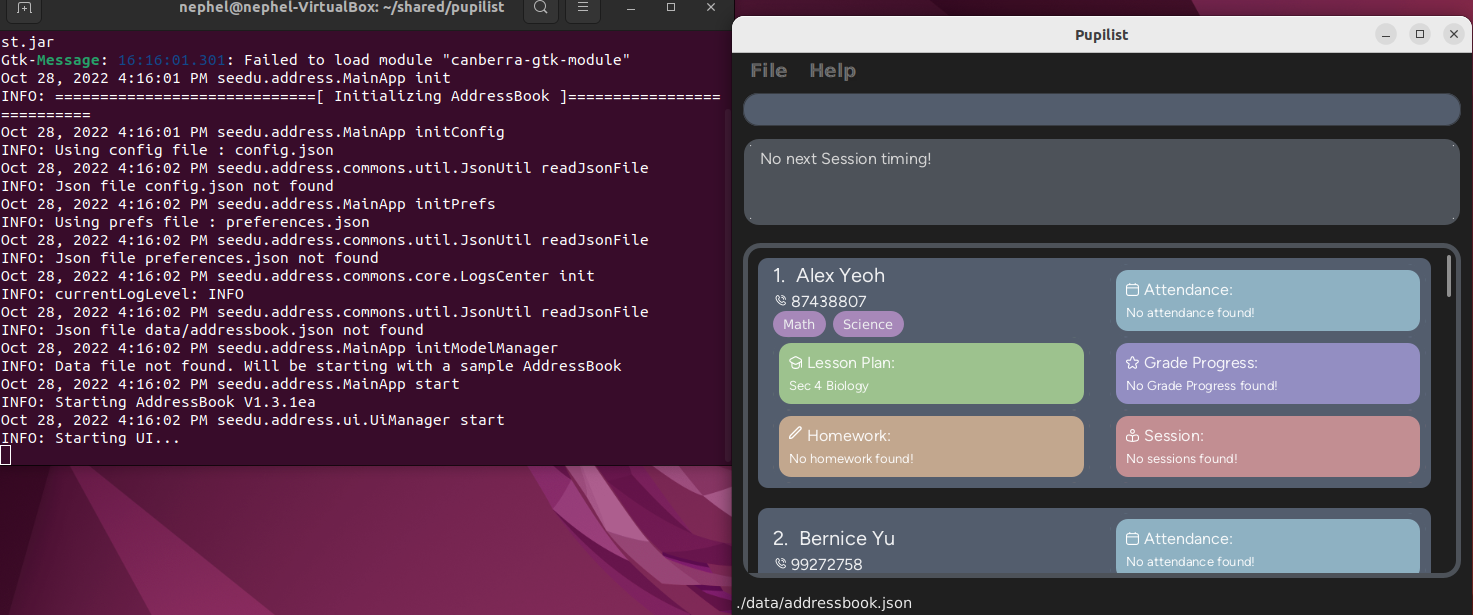 nephel@nephel-VirtualBox: ~/shared/pupilist
st.jar
Gtk-Message: 16:16:01.301: Failed to load module "canberra-gtk-module"
Oct 28, 2022 4:16:01 PM seedu.address.MainApp init
INFO: =============================[ Initializing AddressBook ]=================
==========
Oct 28, 2022 4:16:01 PM seedu.address.MainApp initConfig
INFO: Using config file : config.json
Oct 28, 2022 4:16:02 PM seedu.address.commons.util.JsonUtil readJsonFile
INFO: Json file config.json not found
Oct 28, 2022 4:16:02 PM seedu.address.MainApp initPrefs
INFO: Using prefs file : preferences.json
Oct 28, 2022 4:16:02 PM seedu.address.commons.util.JsonUtil readJsonFile
INFO: Json file preferences.json not found
Oct 28, 2022 4:16:02 PM seedu.address.commons.core.LogsCenter init
INFO: currentLogLevel: INFO
Oct 28, 2022 4:16:02 PM seedu.address.commons.util.JsonUtil readJsonFile
INFO: Json file data/addressbook.json not found
Oct 28, 2022 4:16:02 PM seedu.address.MainApp initModelManager
INFO: Data file not found. Will be starting with a sample AddressBook
Oct 28, 2022 4:16:02 PM seedu.address.MainApp start
INFO: Starting AddressBook V1.3.1ea
Oct 28, 2022 4:16:02 PM seedu.address.ui.UiManager start
INFO: Starting UI...
Pupilist
File Help
No next Session timing!
1. Alex Yeoh
87438807
Math Science
Attendance:
No attendance found!
Lesson Plan:
Sec 4 Biology
Grade Progress:
No Grade Progress found!
Homework:
No homework found!
Session:
No sessions found!
2. Bernice Yu
99272758
Attendance:
No attendance found!
./data/addressbook.json